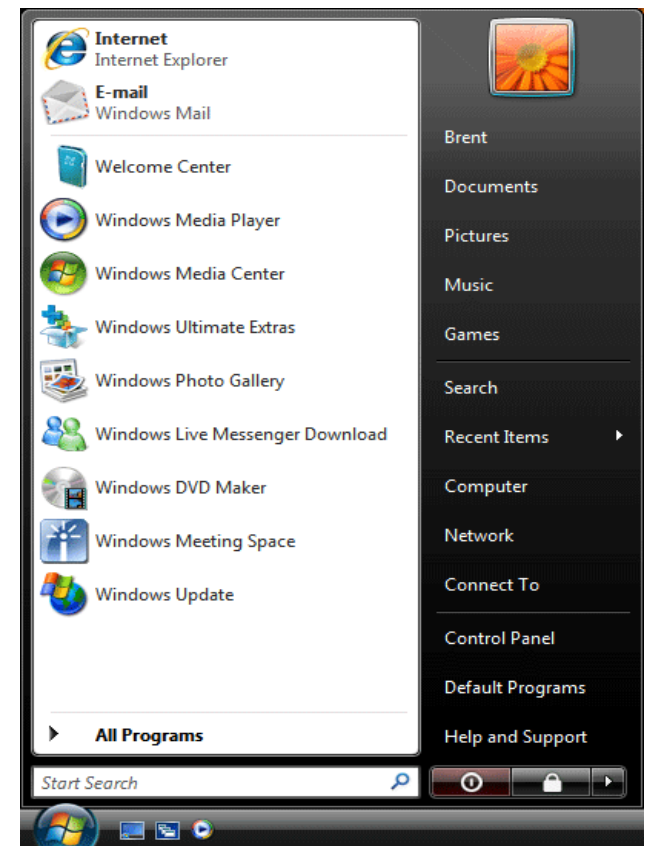 Internet
Internet Explorer
E-mail
Windows Mail
Welcome Center
Windows Media Player
Windows Media Center
Windows Ultimate Extras
Windows Photo Gallery
Windows Live Messenger Download
Windows DVD Maker
Windows Meeting Space
Windows Update
All Programs
Start Search
Brent
Documents
Pictures
Music
Games
Search
Recent Items
Computer
Network
Connect To
Control Panel
Default Programs
Help and Support